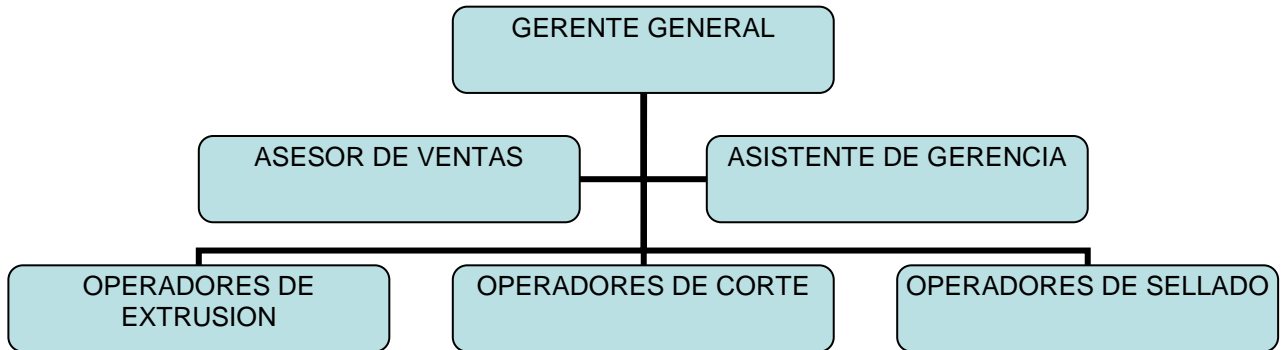 GERENTE GENERAL
ASESOR DE VENTAS
ASISTENTE DE GERENCIA
OPERADORES DE
EXTRUSION
OPERADORES DE CORTE
OPERADORES DE SELLADO